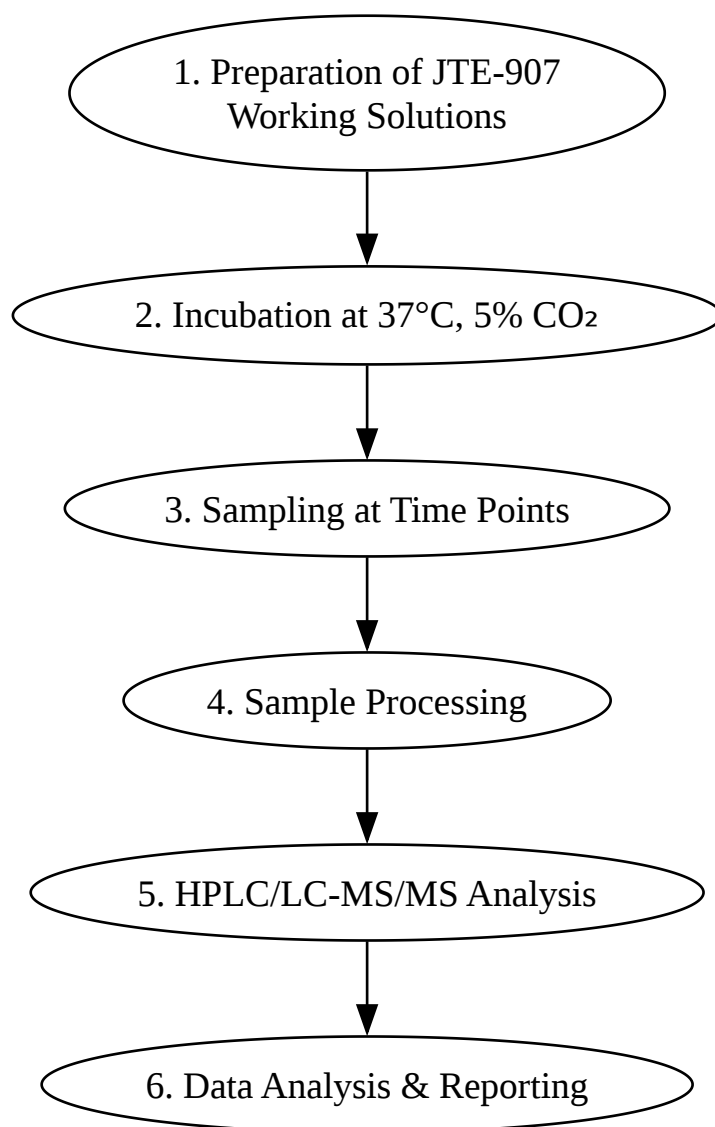 1. Preparation of JTE-907
Working Solutions
2. Incubation at 37°C, 5% CO₂
3. Sampling at Time Points
4. Sample Processing
5. HPLC/LC-MS/MS Analysis
6. Data Analysis & Reporting